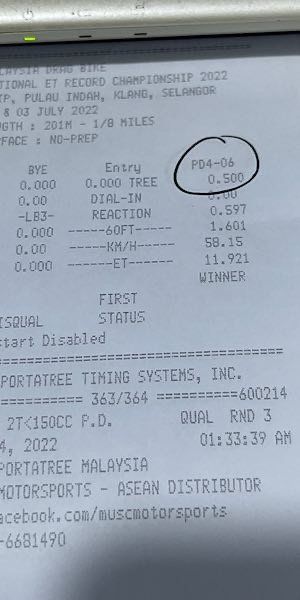 LAYSIA DRAG BIKE
TIONAL ET RECORD CHAMPIONSHIP 2022
TP, PULAU INDAH, KLANG, SELANGOR
& 03 JULY 2022
GTH : 201M - 1/8 MILES
FACE : NO-PREP
BYE Entry PD4-06
0.000 0.000 TREE 0.500
0.00 DIAL-IN 0.00
-LB3- REACTION 0.597
0.000 ------60FT----- 1.601
0.00 -----KM/H----- 58.15
0.000 ------ET------ 11.921
WINNER
FIRST
ISQUAL STATUS
tart Disabled
====================================
PORTATREE TIMING SYSTEMS, INC.
========== 363/364 ==========600214
2T<150CC P.D. QUAL RND 3
4, 2022 01:33:39 AM
PORTATREE MALAYSIA
MOTORSPORTS - ASEAN DISTRIBUTOR
acebook.com/muscmotorsports
-6681490